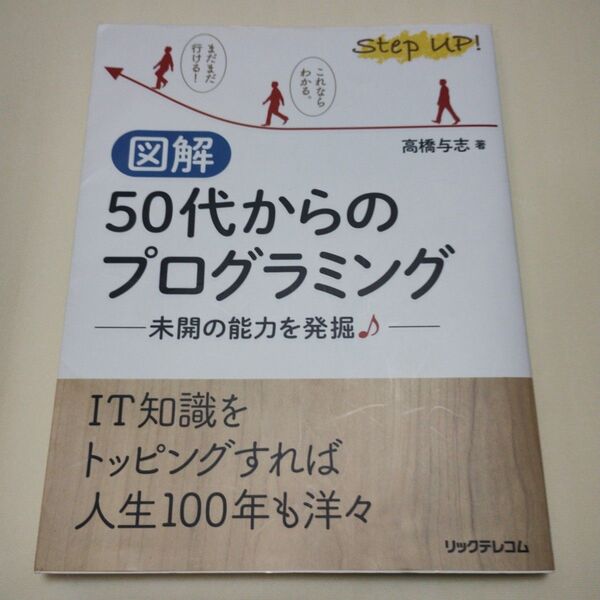 Step UP!
まだまだ
行ける!
これなら
わかる。
高橋与志 著
図解
50代からの
プログラミング
未開の能力を発掘♪
IT知識を
トッピングすれば
人生100年も洋々
リックテレコム